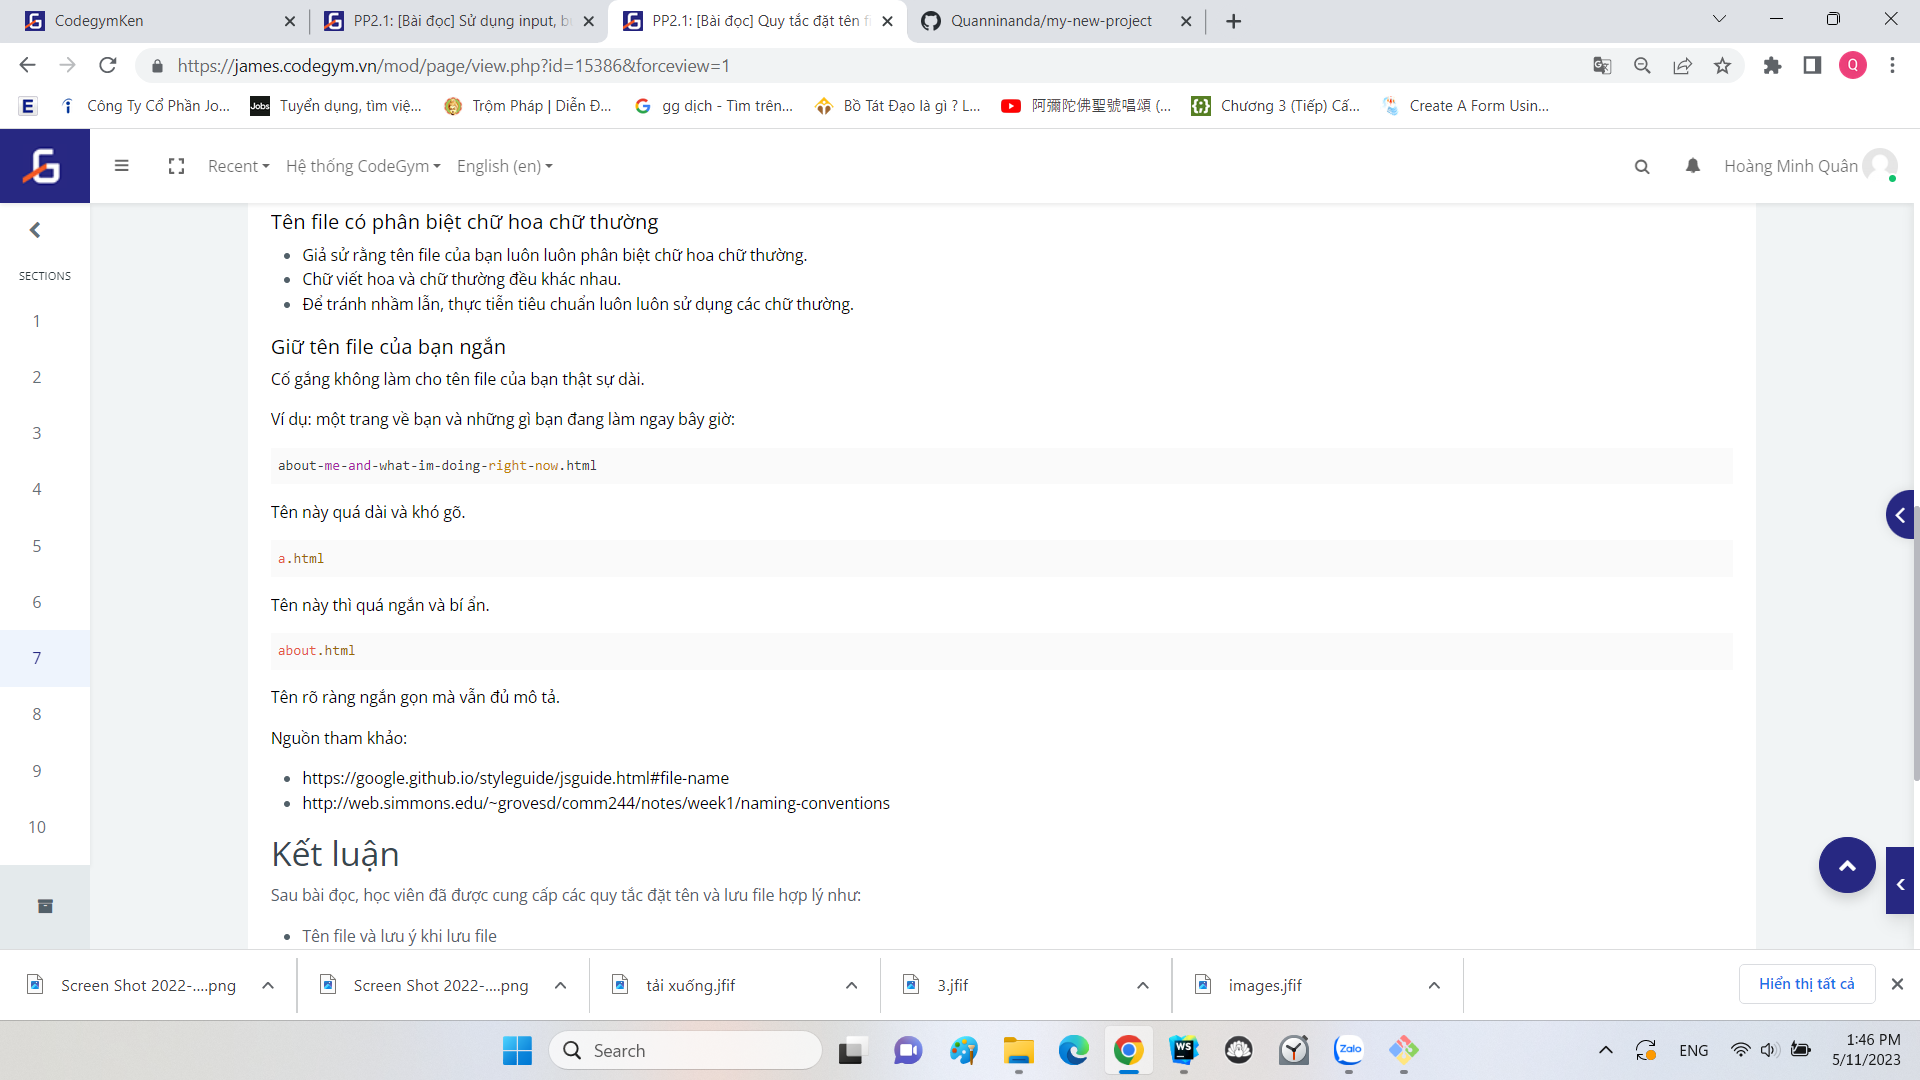 CodegymKen
PP2.1: [Bài đọc] Sử dụng input, b
PP2.1: [Bài đọc] Quy tắc đặt tên f
Quanninanda/my-new-project
https://james.codegym.vn/mod/page/view.php?id=15386&forceview=1
Q
E
Công Ty Cổ Phần Jo...
Jobs
Tuyển dụng, tìm việ...
Trộm Pháp | Diễn Đ...
gg dịch - Tìm trên...
Bồ Tát Đạo là gì ? L...
阿彌陀佛聖號唱頌 (...
Chương 3 (Tiếp) Cấ...
Create A Form Usin...
Recent
Hệ thống CodeGym
English (en)
Hoàng Minh Quân
SECTIONS
1
2
3
4
5
6
7
8
9
10
Tên file có phân biệt chữ hoa chữ thường
Giả sử rằng tên file của bạn luôn luôn phân biệt chữ hoa chữ thường.
Chữ viết hoa và chữ thường đều khác nhau.
Để tránh nhầm lẫn, thực tiễn tiêu chuẩn luôn luôn sử dụng các chữ thường.
Giữ tên file của bạn ngắn
Cố gắng không làm cho tên file của bạn thật sự dài.
Ví dụ: một trang về bạn và những gì bạn đang làm ngay bây giờ:
about-me-and-what-im-doing-right-now.html
Tên này quá dài và khó gõ.
a.html
Tên này thì quá ngắn và bí ẩn.
about.html
Tên rõ ràng ngắn gọn mà vẫn đủ mô tả.
Nguồn tham khảo:
https://google.github.io/styleguide/jsguide.html#file-name
http://web.simmons.edu/~grovesd/comm244/notes/week1/naming-conventions
Kết luận
Sau bài đọc, học viên đã được cung cấp các quy tắc đặt tên và lưu file hợp lý như:
Tên file và lưu ý khi lưu file
Screen Shot 2022-....png
Screen Shot 2022-....png
tải xuống.jfif
3.jfif
images.jfif
Hiển thị tất cả
Search
WS
Zalo
ENG
1:46 PM
5/11/2023